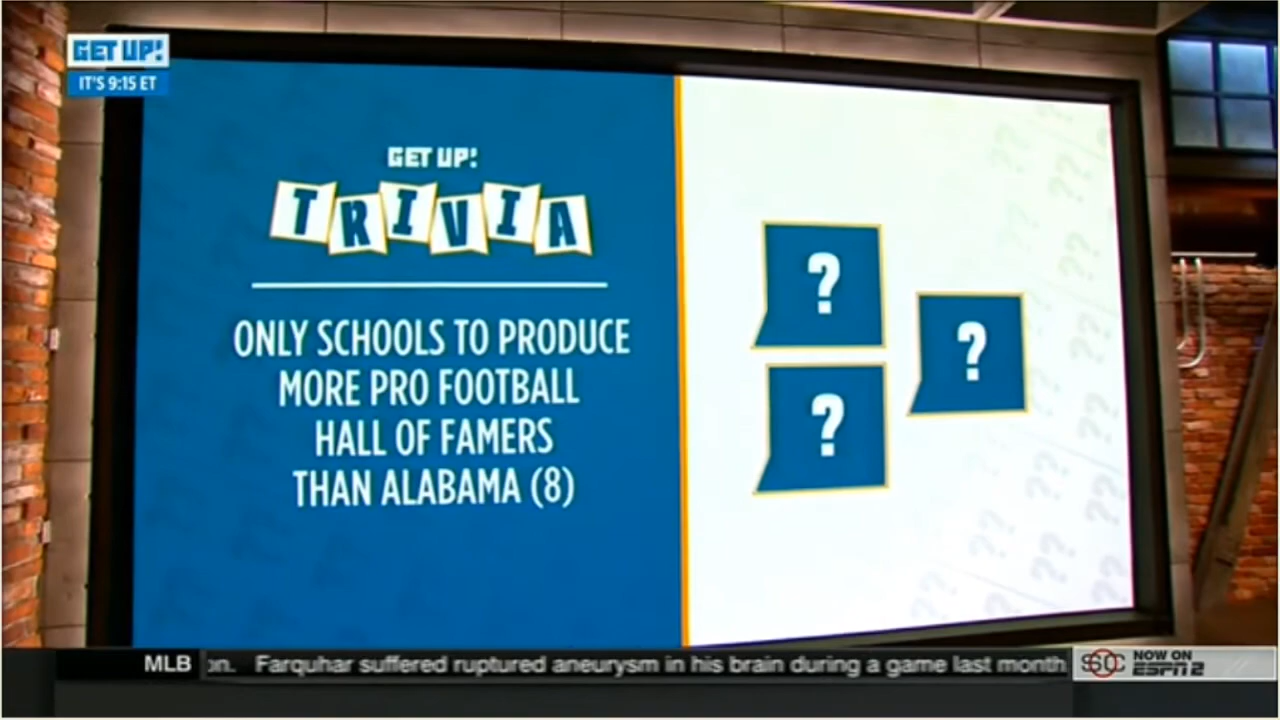 GET UP!
IT'S 9:15 ET
GET UP!
TRIVIA
ONLY SCHOOLS TO PRODUCE
MORE PRO FOOTBALL
HALL OF FAMERS
THAN ALABAMA (8)
?
?
?
MLB
n. Farquhar suffered ruptured aneurysm in his brain during a game last month
SC
NOW ON
ESPN2